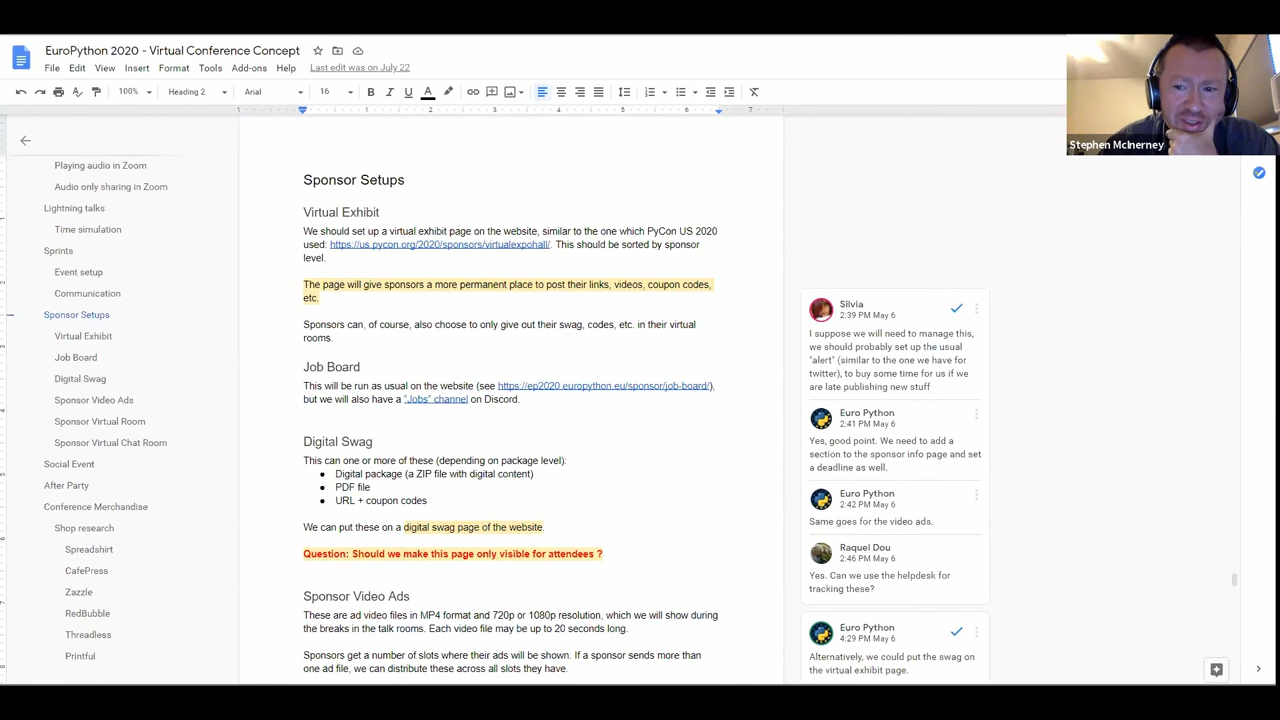 EuroPython 2020 - Virtual Conference Concept
File Edit View Insert Format Tools Add-ons Help Last edit was on July 22
100% Heading 2 Arial 16 B I U A
1 1 2 3 4 5 6 7
Stephen McInerney
Playing audio in Zoom
Audio only sharing in Zoom
Lightning talks
Time simulation
Sprints
Event setup
Communication
Sponsor Setups
Virtual Exhibit
Job Board
Digital Swag
Sponsor Video Ads
Sponsor Virtual Room
Sponsor Virtual Chat Room
Social Event
After Party
Conference Merchandise
Shop research
Spreadshirt
CafePress
Zazzle
RedBubble
Threadless
Printful
Sponsor Setups
Virtual Exhibit
We should set up a virtual exhibit page on the website, similar to the one which PyCon US 2020
used: https://us.pycon.org/2020/sponsors/virtualexpohall/. This should be sorted by sponsor
level.
The page will give sponsors a more permanent place to post their links, videos, coupon codes,
etc.
Sponsors can, of course, also choose to only give out their swag, codes, etc. in their virtual
rooms.
Job Board
This will be run as usual on the website (see https://ep2020.europython.eu/sponsor/job-board/),
but we will also have a "Jobs" channel on Discord.
Digital Swag
This can one or more of these (depending on package level):
● Digital package (a ZIP file with digital content)
● PDF file
● URL + coupon codes
We can put these on a digital swag page of the website.
Question: Should we make this page only visible for attendees ?
Sponsor Video Ads
These are ad video files in MP4 format and 720p or 1080p resolution, which we will show during
the breaks in the talk rooms. Each video file may be up to 20 seconds long.
Sponsors get a number of slots where their ads will be shown. If a sponsor sends more than
one ad file, we can distribute these across all slots they have.
Silvia
2:39 PM May 6
I suppose we will need to manage this,
we should probably set up the usual
"alert" (similar to the one we have for
twitter), to buy some time for us if we
are late publishing new stuff
Euro Python
2:41 PM May 6
Yes, good point. We need to add a
section to the sponsor info page and set
a deadline as well.
Euro Python
2:42 PM May 6
Same goes for the video ads.
Raquel Dou
2:46 PM May 6
Yes. Can we use the helpdesk for
tracking these?
Euro Python
4:29 PM May 6
Alternatively, we could put the swag on
the virtual exhibit page.